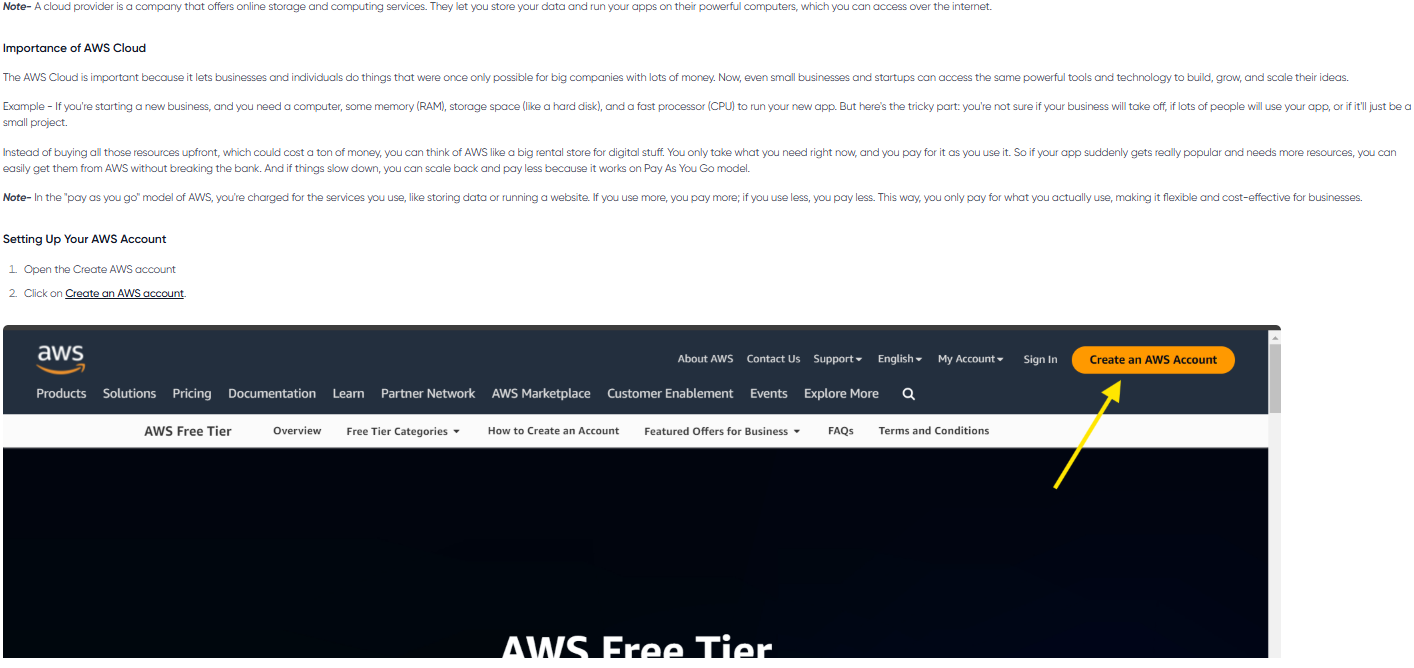 Note- A cloud provider is a company that offers online storage and computing services. They let you store your data and run your apps on their powerful computers, which you can access over the internet.
Importance of AWS Cloud
The AWS Cloud is important because it lets businesses and individuals do things that were once only possible for big companies with lots of money. Now, even small businesses and startups can access the same powerful tools and technology to build, grow, and scale their ideas.
Example - If you're starting a new business, and you need a computer, some memory (RAM), storage space (like a hard disk), and a fast processor (CPU) to run your new app. But here's the tricky part: you're not sure if your business will take off, if lots of people will use your app, or if it'll just be a
small project.
Instead of buying all those resources upfront, which could cost a ton of money, you can think of AWS like a big rental store for digital stuff. You only take what you need right now, and you pay for it as you use it. So if your app suddenly gets really popular and needs more resources, you can
easily get them from AWS without breaking the bank. And if things slow down, you can scale back and pay less because it works on Pay As You Go model.
Note- In the "pay as you go" model of AWS, you're charged for the services you use, like storing data or running a website. If you use more, you pay more; if you use less, you pay less. This way, you only pay for what you actually use, making it flexible and cost-effective for businesses.
Setting Up Your AWS Account
1. Open the Create AWS account
2. Click on Create an AWS account.
aws
About AWS Contact Us Support English My Account Sign In Create an AWS Account
Products Solutions Pricing Documentation Learn Partner Network AWS Marketplace Customer Enablement Events Explore More
AWS Free Tier Overview Free Tier Categories How to Create an Account Featured Offers for Business FAQs Terms and Conditions
AWS Free Tier